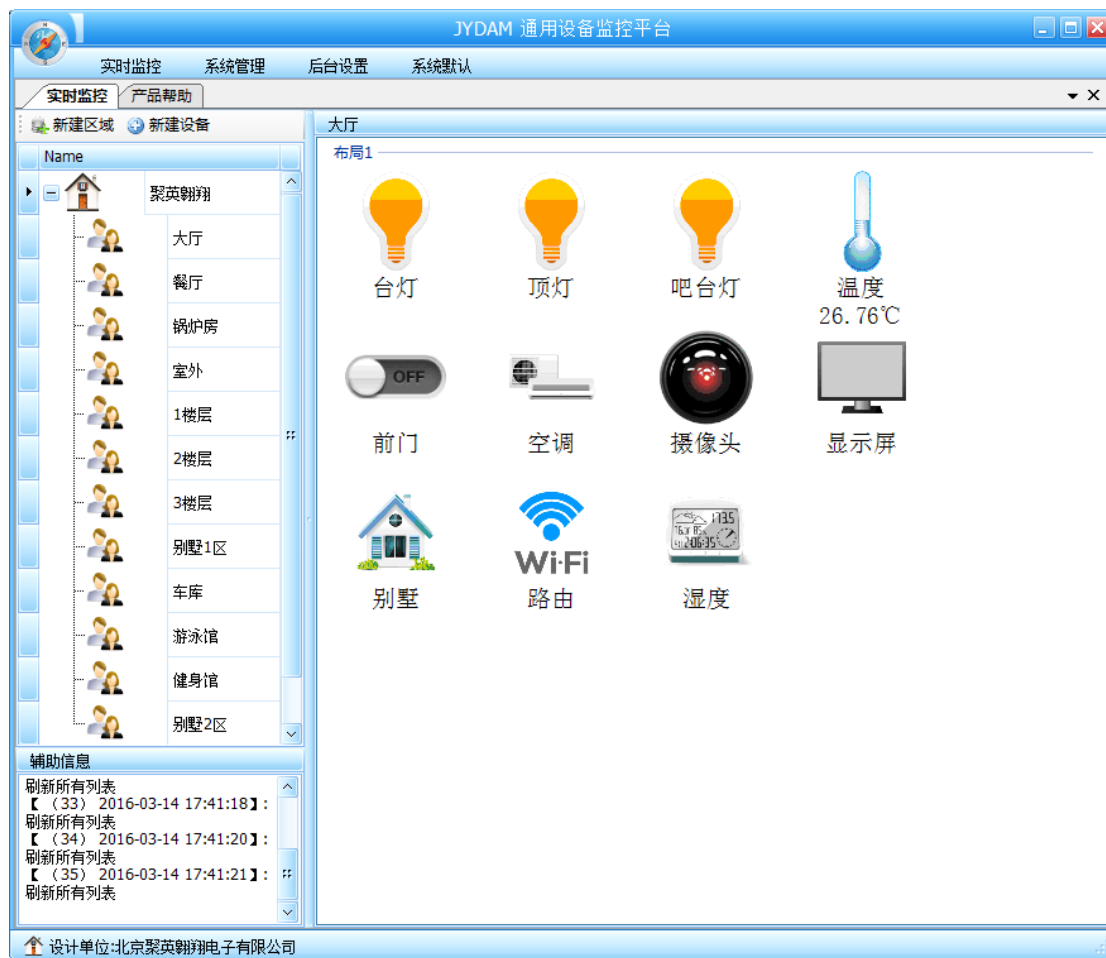 JYDAM 通用设备监控平台
实时监控 系统管理 后台设置 系统默认
实时监控 产品帮助
新建区域 新建设备
大厅
Name
布局1
聚英翱翔
大厅
餐厅
锅炉房
室外
1楼层
2楼层
3楼层
别墅1区
车库
游泳馆
健身馆
别墅2区
台灯 顶灯 吧台灯 温度
26.76℃
OFF
前门 空调 摄像头 显示屏
Wi-Fi
别墅 路由 湿度
辅助信息
刷新所有列表
【 （33） 2016-03-14 17:41:18】:
刷新所有列表
【 （34） 2016-03-14 17:41:20】:
刷新所有列表
【 （35） 2016-03-14 17:41:21】:
刷新所有列表
设计单位:北京聚英翱翔电子有限公司